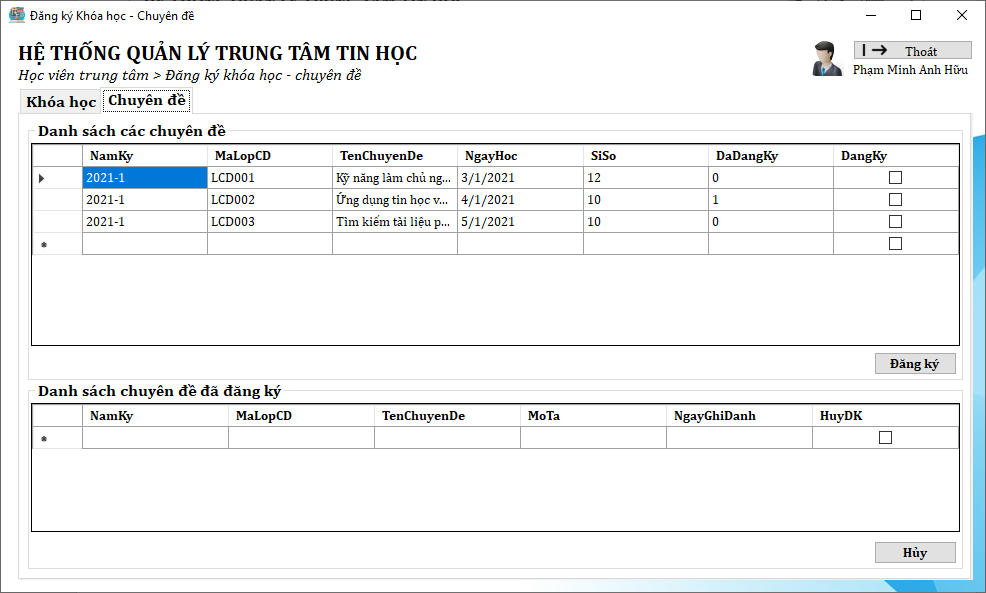 Đăng ký Khóa học - Chuyên đề
HỆ THỐNG QUẢN LÝ TRUNG TÂM TIN HỌC
Học viên trung tâm > Đăng ký khóa học - chuyên đề
Thoát
Phạm Minh Anh Hữu
Khóa học Chuyên đề
Danh sách các chuyên đề
NamKy MaLopCD TenChuyenDe NgayHoc SiSo DaDangKy DangKy
2021-1 LCD001 Kỹ năng làm chủ ng... 3/1/2021 12 0
2021-1 LCD002 Ứng dụng tin học v... 4/1/2021 10 1
2021-1 LCD003 Tìm kiếm tài liệu p... 5/1/2021 10 0
Đăng ký
Danh sách chuyên đề đã đăng ký
NamKy MaLopCD TenChuyenDe MoTa NgayGhiDanh HuyDK
Hủy